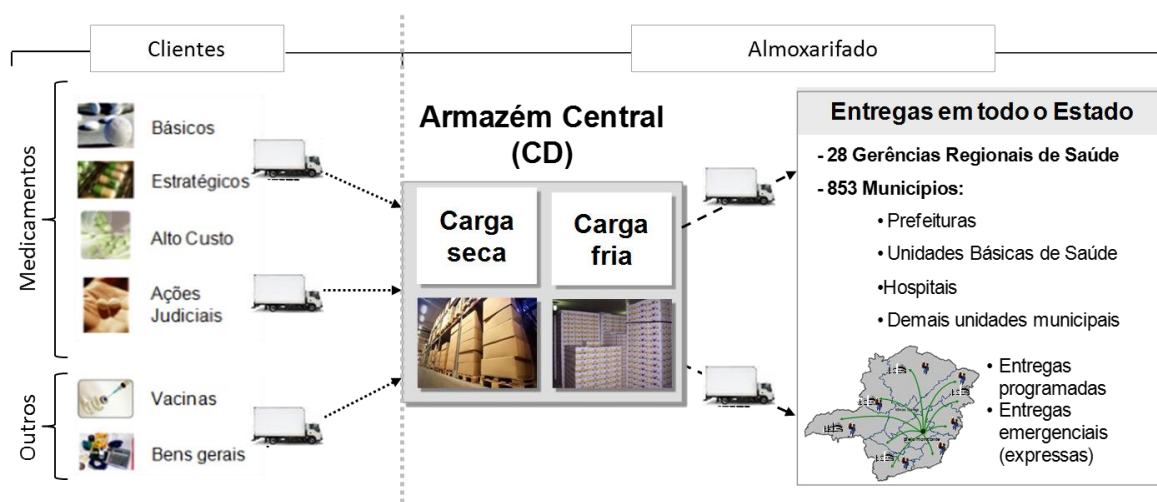 Clientes
Almoxarifado
Medicamentos
Básicos
Estratégicos
Alto Custo
Ações
Judiciais
Outros
Vacinas
Bens gerais
Armazém Central
(CD)
Carga
seca
Carga
fria
Entregas em todo o Estado
- 28 Gerências Regionais de Saúde
- 853 Municípios:
• Prefeituras
• Unidades Básicas de Saúde
•Hospitais
• Demais unidades municipais
• Entregas
programadas
• Entregas
emergenciais
(expressas)